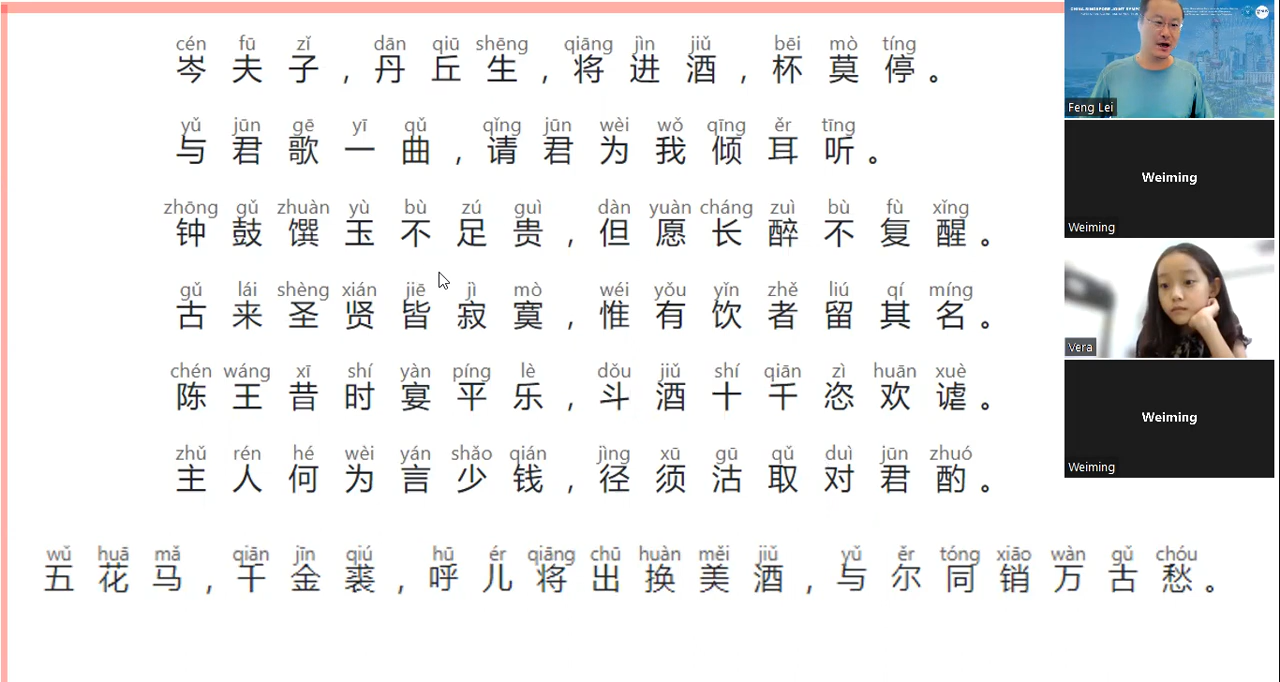 cén fū zǐ dān qiū shēng qiāng jìn jiǔ bēi mò tíng
岑夫子,丹丘生,将进酒,杯莫停。
yǔ jūn gē yī qǔ qǐng jūn wèi wǒ qīng ěr tīng
与君歌一曲,请君为我倾耳听。
zhōng gǔ zhuàn yù bù zú guì dàn yuàn cháng zuì bù fù xǐng
钟鼓馔玉不足贵,但愿长醉不复醒。
gǔ lái shèng xián jiē jì mò wéi yǒu yǐn zhě liú qí míng
古来圣贤皆寂寞,惟有饮者留其名。
chén wáng xī shí yàn píng lè dǒu jiǔ shí qiān zì huān xuè
陈王昔时宴平乐,斗酒十千恣欢谑。
zhǔ rén hé wèi yán shǎo qián jìng xū gū qǔ duì jūn zhuó
主人何为言少钱,径须沽取对君酌。
wǔ huā mǎ qiān jīn qiú hū ér qiāng chū huàn měi jiǔ yǔ ěr tóng xiāo wàn gǔ chóu
五花马,千金裘,呼儿将出换美酒,与尔同销万古愁。
Feng Lei
Weiming
Weiming
Vera
Weiming
Weiming